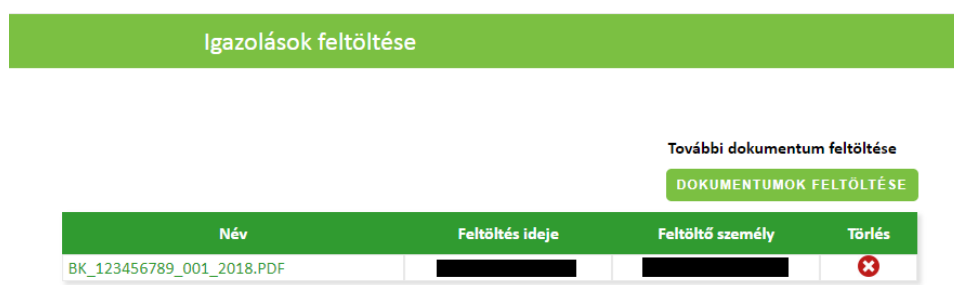 Igazolások feltöltése
További dokumentum feltöltése
DOKUMENTUMOK FELTÖLTÉSE
Név Feltöltés ideje Feltöltő személy Törlés
BK_123456789_001_2018.PDF